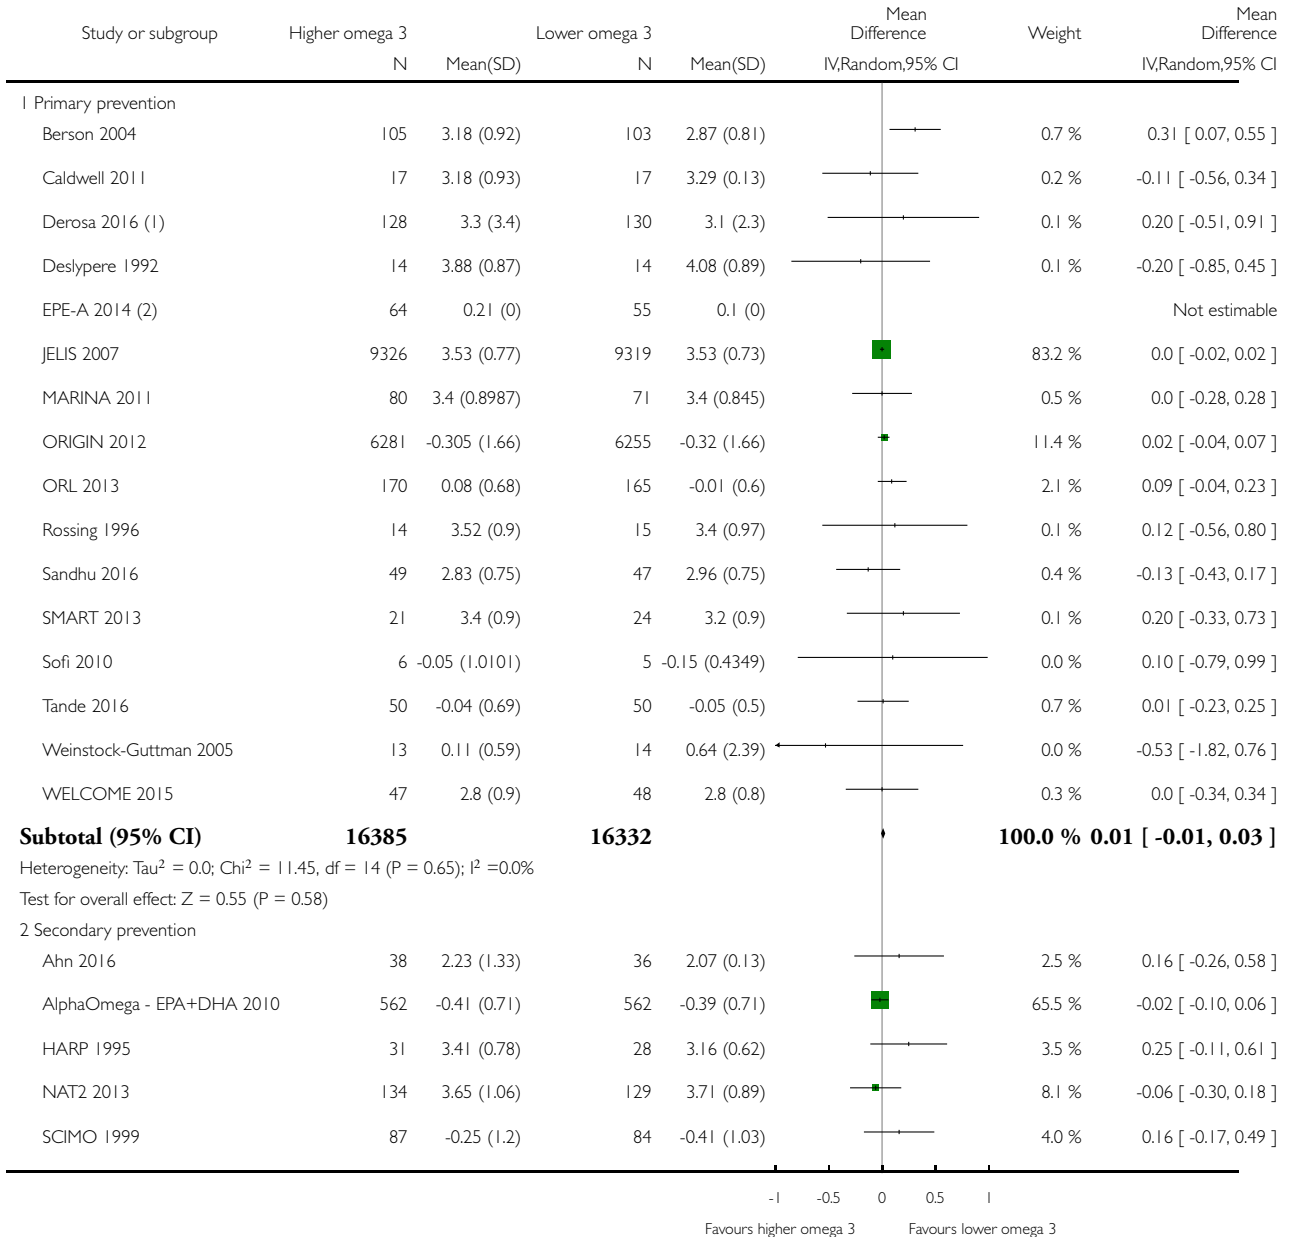 Mean Mean
Study or subgroup Higher omega 3 Lower omega 3 Difference Weight Difference
N Mean(SD) N Mean(SD) IV,Random,95% CI IV,Random,95% CI
1 Primary prevention
Berson 2004 105 3.18 (0.92) 103 2.87 (0.81) 0.7 % 0.31 [ 0.07, 0.55 ]
Caldwell 2011 17 3.18 (0.93) 17 3.29 (0.13) 0.2 % -0.11 [ -0.56, 0.34 ]
Derosa 2016 (1) 128 3.3 (3.4) 130 3.1 (2.3) 0.1 % 0.20 [ -0.51, 0.91 ]
Deslypere 1992 14 3.88 (0.87) 14 4.08 (0.89) 0.1 % -0.20 [ -0.85, 0.45 ]
EPE-A 2014 (2) 64 0.21 (0) 55 0.1 (0) Not estimable
JELIS 2007 9326 3.53 (0.77) 9319 3.53 (0.73) 83.2 % 0.0 [ -0.02, 0.02 ]
MARINA 2011 80 3.4 (0.8987) 71 3.4 (0.845) 0.5 % 0.0 [ -0.28, 0.28 ]
ORIGIN 2012 6281 -0.305 (1.66) 6255 -0.32 (1.66) 11.4 % 0.02 [ -0.04, 0.07 ]
ORL 2013 170 0.08 (0.68) 165 -0.01 (0.6) 2.1 % 0.09 [ -0.04, 0.23 ]
Rossing 1996 14 3.52 (0.9) 15 3.4 (0.97) 0.1 % 0.12 [ -0.56, 0.80 ]
Sandhu 2016 49 2.83 (0.75) 47 2.96 (0.75) 0.4 % -0.13 [ -0.43, 0.17 ]
SMART 2013 21 3.4 (0.9) 24 3.2 (0.9) 0.1 % 0.20 [ -0.33, 0.73 ]
Sofi 2010 6 -0.05 (1.0101) 5 -0.15 (0.4349) 0.0 % 0.10 [ -0.79, 0.99 ]
Tande 2016 50 -0.04 (0.69) 50 -0.05 (0.5) 0.7 % 0.01 [ -0.23, 0.25 ]
Weinstock-Guttman 2005 13 0.11 (0.59) 14 0.64 (2.39) 0.0 % -0.53 [ -1.82, 0.76 ]
WELCOME 2015 47 2.8 (0.9) 48 2.8 (0.8) 0.3 % 0.0 [ -0.34, 0.34 ]
Subtotal (95% CI) 16385 16332 100.0 % 0.01 [ -0.01, 0.03 ]
Heterogeneity: Tau² = 0.0; Chi² = 11.45, df = 14 (P = 0.65); I² =0.0%
Test for overall effect: Z = 0.55 (P = 0.58)
2 Secondary prevention
Ahn 2016 38 2.23 (1.33) 36 2.07 (0.13) 2.5 % 0.16 [ -0.26, 0.58 ]
AlphaOmega - EPA+DHA 2010 562 -0.41 (0.71) 562 -0.39 (0.71) 65.5 % -0.02 [ -0.10, 0.06 ]
HARP 1995 31 3.41 (0.78) 28 3.16 (0.62) 3.5 % 0.25 [ -0.11, 0.61 ]
NAT2 2013 134 3.65 (1.06) 129 3.71 (0.89) 8.1 % -0.06 [ -0.30, 0.18 ]
SCIMO 1999 87 -0.25 (1.2) 84 -0.41 (1.03) 4.0 % 0.16 [ -0.17, 0.49 ]
-1 -0.5 0 0.5 1
Favours higher omega 3 Favours lower omega 3